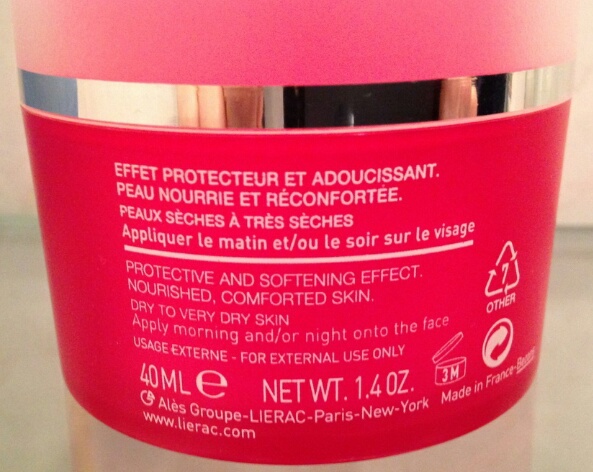 EFFET PROTECTEUR ET ADOUCISSANT.
PEAU NOURRIE ET RÉCONFORTÉE.
PEAUX SÈCHES À TRÈS SÈCHES
Appliquer le matin et/ou le soir sur le visage
PROTECTIVE AND SOFTENING EFFECT.
NOURISHED, COMFORTED SKIN.
DRY TO VERY DRY SKIN
Apply morning and/or night onto the face
USAGE EXTERNE - FOR EXTERNAL USE ONLY
7
OTHER
40 ML e NET WT. 1.4 OZ.
3 M
Alès Groupe-LIERAC-Paris-New-York
Made in France-
www.lierac.com